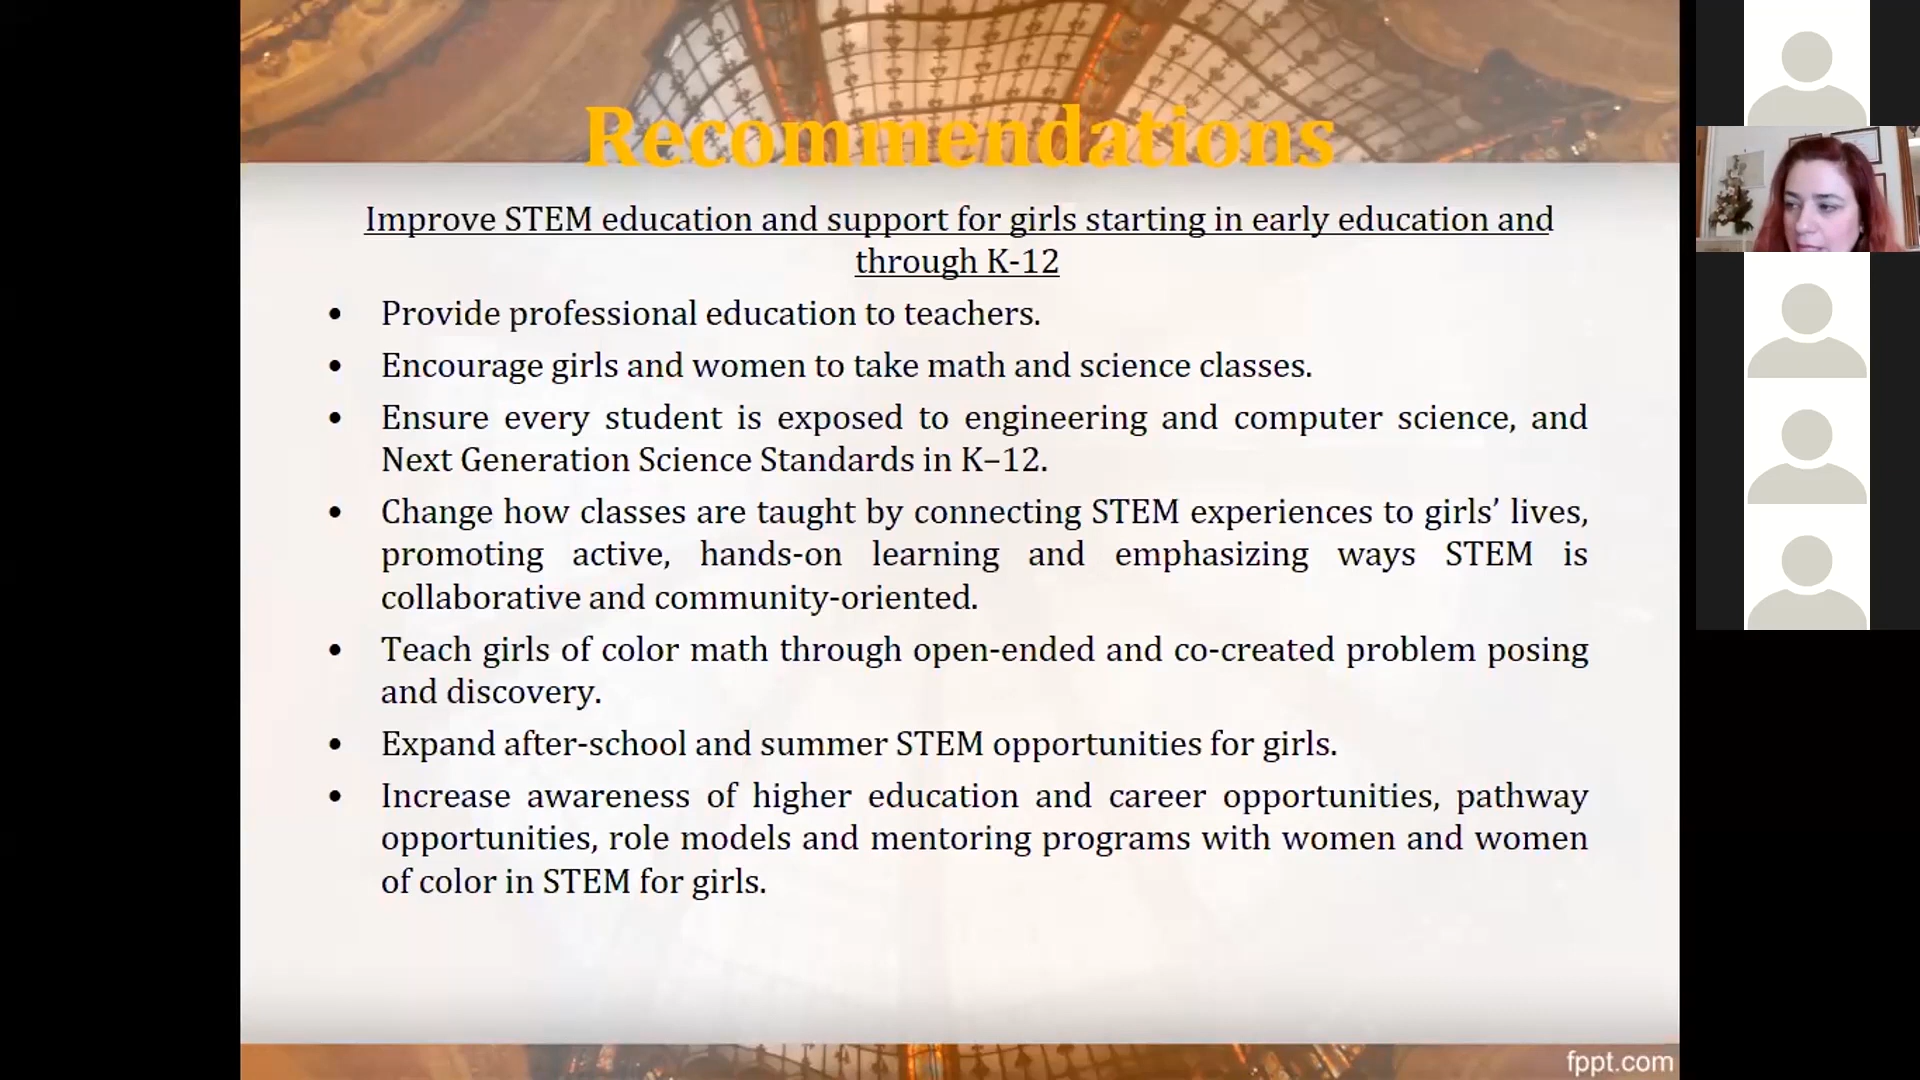 Recommendations
Improve STEM education and support for girls starting in early education and
through K-12
• Provide professional education to teachers.
• Encourage girls and women to take math and science classes.
• Ensure every student is exposed to engineering and computer science, and
Next Generation Science Standards in K–12.
• Change how classes are taught by connecting STEM experiences to girls’ lives,
promoting active, hands-on learning and emphasizing ways STEM is
collaborative and community-oriented.
• Teach girls of color math through open-ended and co-created problem posing
and discovery.
• Expand after-school and summer STEM opportunities for girls.
• Increase awareness of higher education and career opportunities, pathway
opportunities, role models and mentoring programs with women and women
of color in STEM for girls.
fppt.com